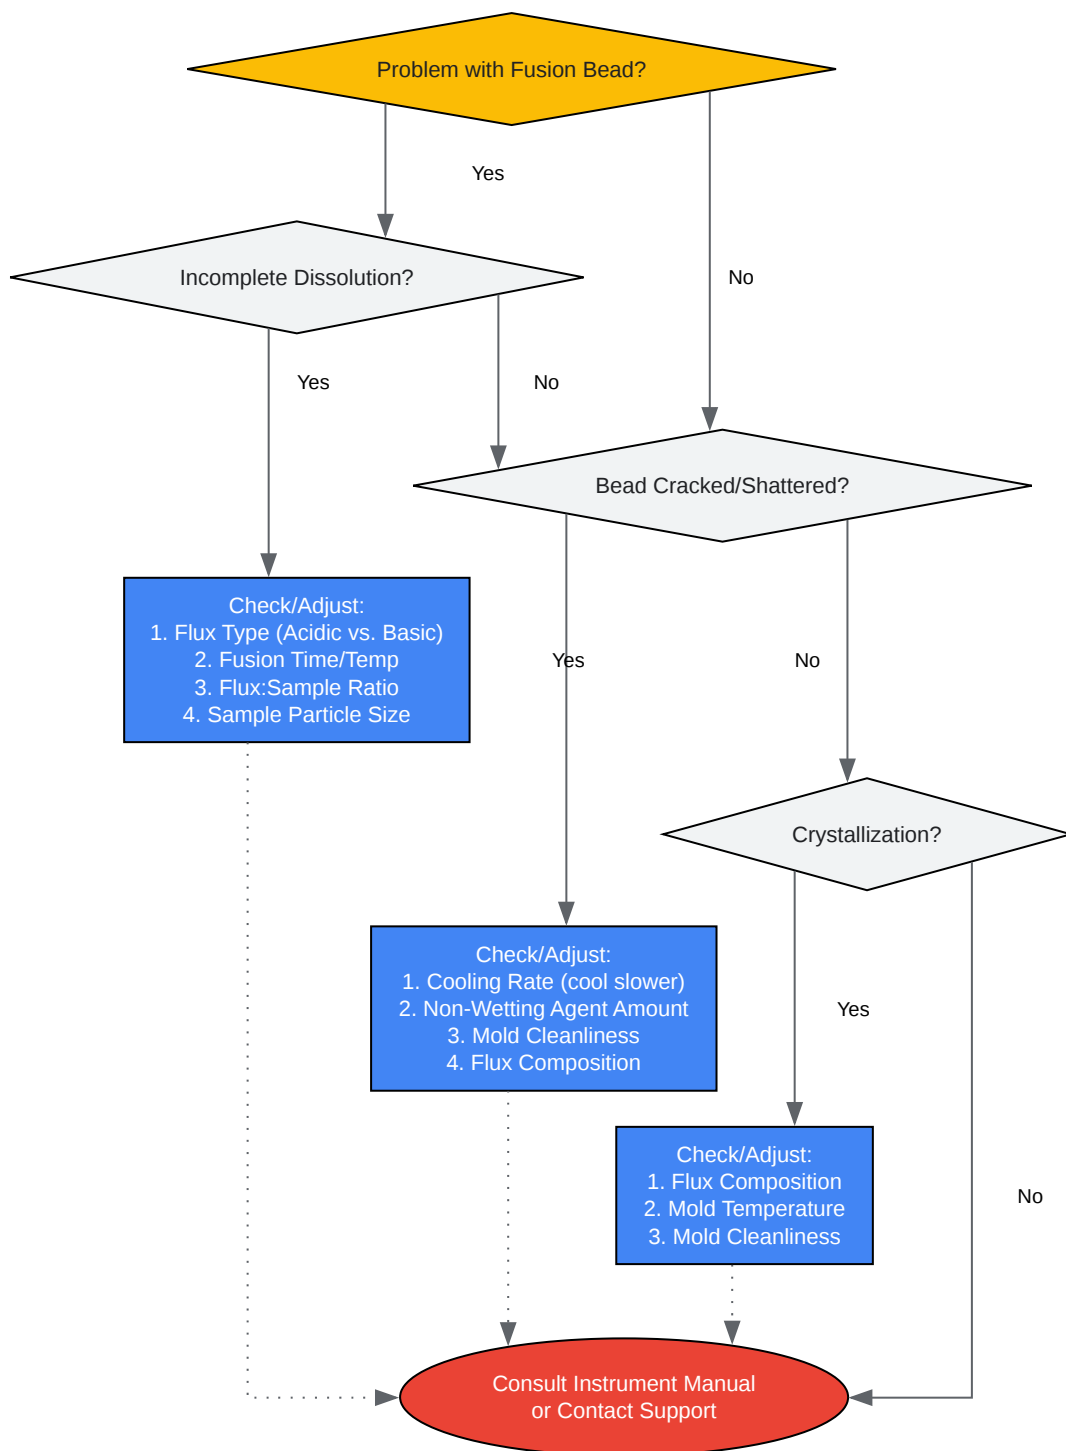 Problem with Fusion Bead?
Yes
No
Incomplete Dissolution?
Yes
No
Bead Cracked/Shattered?
Check/Adjust:
1. Flux Type (Acidic vs. Basic)
2. Fusion Time/Temp
3. Flux:Sample Ratio
4. Sample Particle Size
Yes
No
Crystallization?
Check/Adjust:
1. Cooling Rate (cool slower)
2. Non-Wetting Agent Amount
3. Mold Cleanliness
4. Flux Composition
Yes
No
Check/Adjust:
1. Flux Composition
2. Mold Temperature
3. Mold Cleanliness
Consult Instrument Manual
or Contact Support